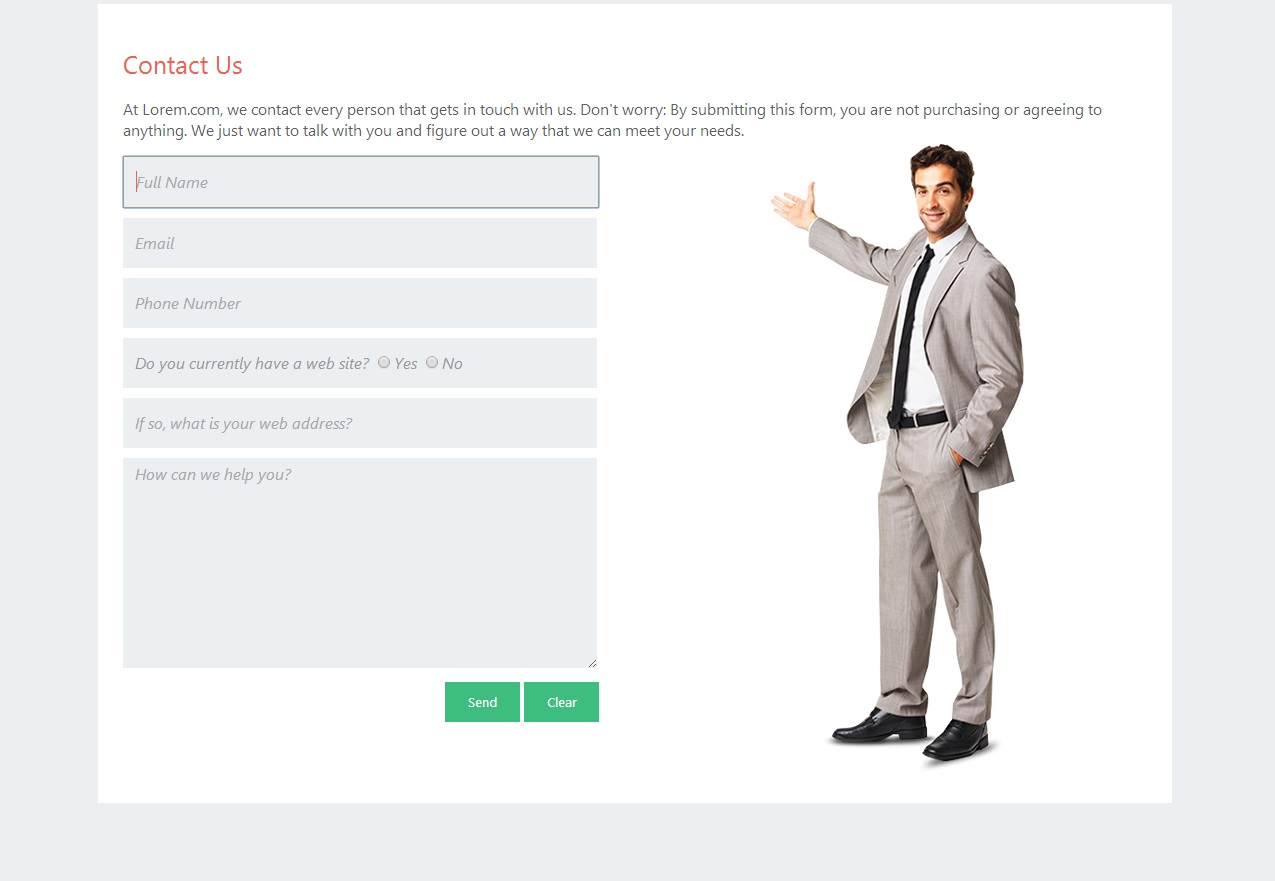 Contact Us
At Lorem.com, we contact every person that gets in touch with us. Don't worry: By submitting this form, you are not purchasing or agreeing to
anything. We just want to talk with you and figure out a way that we can meet your needs.
Full Name
Email
Phone Number
Do you currently have a web site? Yes No
If so, what is your web address?
How can we help you?
Send Clear